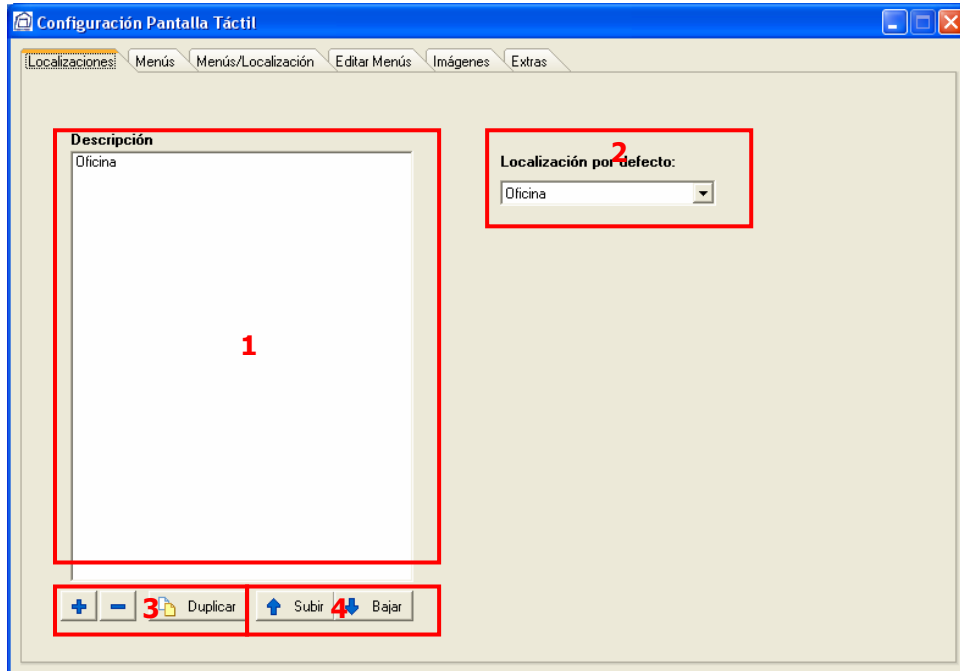 Configuración Pantalla Táctil
Localizaciones Menús Menús/Localización Editar Menús Imágenes Extras
Descripción
Oficina
2
Localización por defecto:
Oficina
1
3 Duplicar Subir 4 Bajar